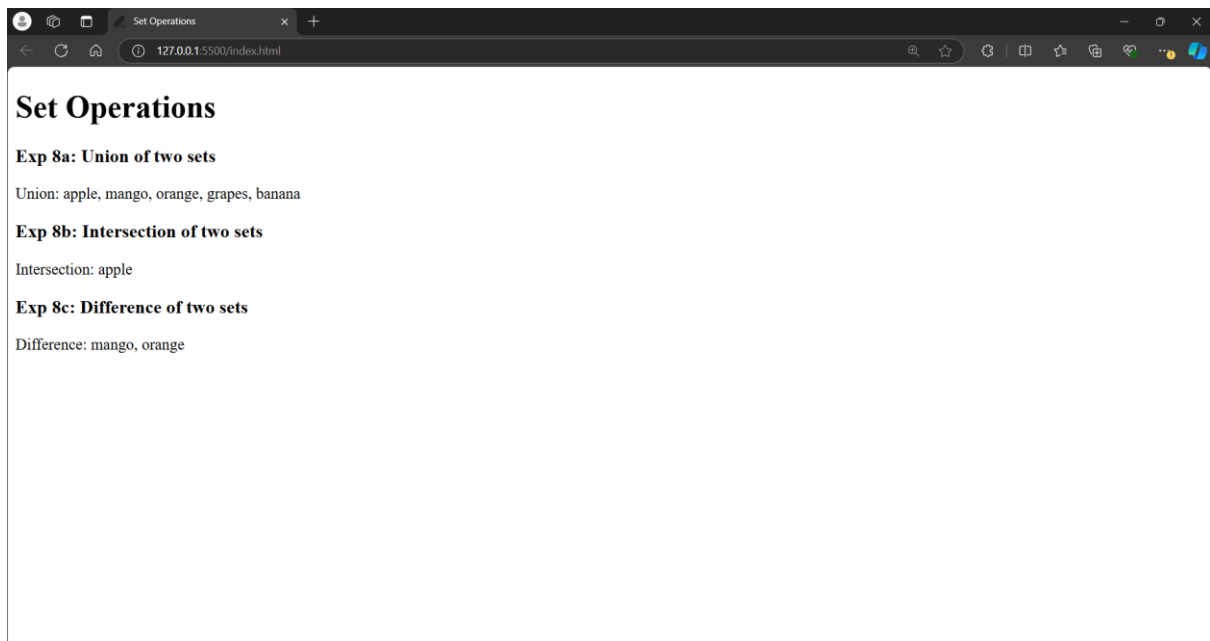 Set Operations
127.0.0.1:5500/index.html
Set Operations
Exp 8a: Union of two sets
Union: apple, mango, orange, grapes, banana
Exp 8b: Intersection of two sets
Intersection: apple
Exp 8c: Difference of two sets
Difference: mango, orange